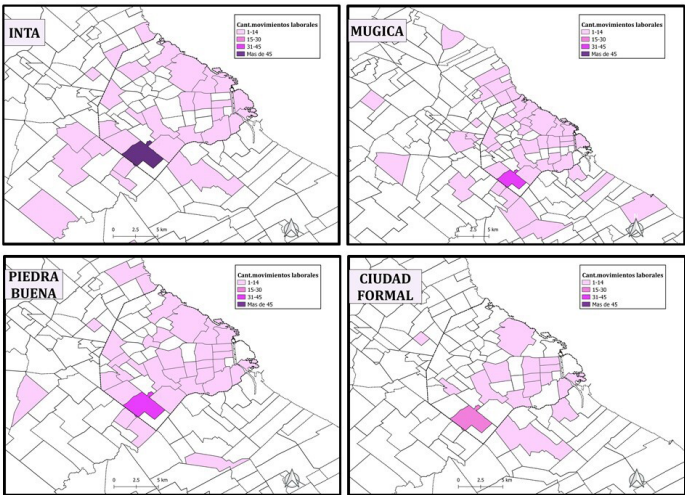 INTA
Cant.movimientos laborales
1-14
15-30
31-45
Mas de 45
0 2.5 5 km
MUGICA
Cant.movimientos laborales
1-14
15-30
31-45
Mas de 45
0 2.5 5 km
PIEDRA
BUENA
Cant.movimientos laborales
1-14
15-30
31-45
Mas de 45
0 2.5 5 km
CIUDAD
FORMAL
Cant.movimientos laborales
1-14
15-30
31-45
Mas de 45
0 2.5 5 km